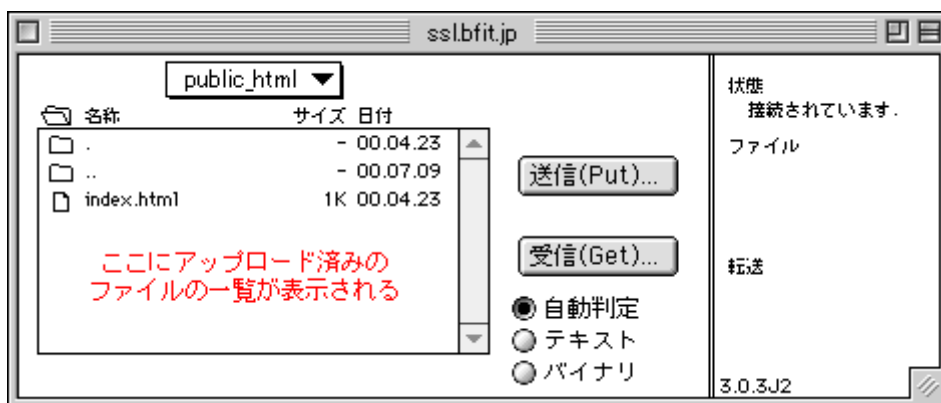 ssl.bfit.jp
public_html
名称 サイズ 日付
. - 00.04.23
.. - 00.07.09
index.html 1K 00.04.23
ここにアップロード済みの
ファイルの一覧が表示される
送信(Put)...
受信(Get)...
自動判定
テキスト
バイナリ
状態
接続されています.
ファイル
転送
3.0.3J2